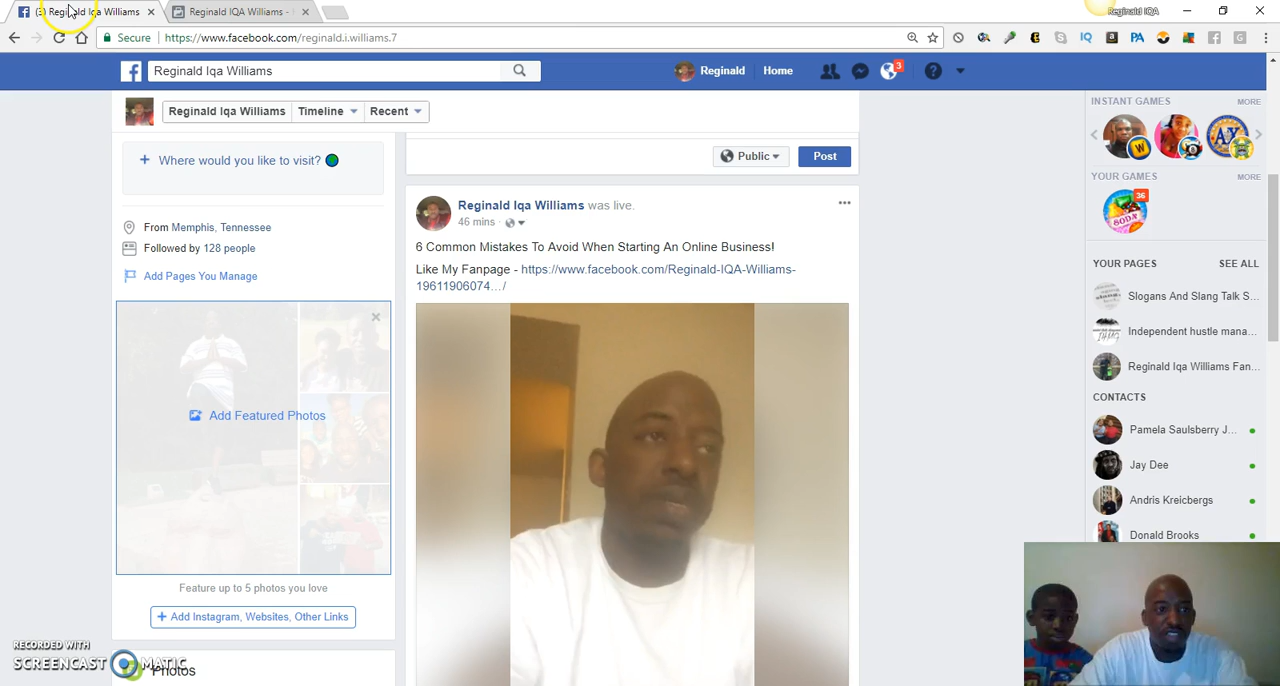 (3) Reginald Iqa Williams
Reginald IQA Williams -
Reginald IQA
Secure
https://www.facebook.com/reginald.i.williams.7
Reginald Iqa Williams
Reginald
Home
3
Reginald Iqa Williams
Timeline
Recent
Public
Post
+ Where would you like to visit?
From Memphis, Tennessee
Followed by 128 people
Add Pages You Manage
Add Featured Photos
Feature up to 5 photos you love
+ Add Instagram, Websites, Other Links
Photos
Reginald Iqa Williams was live.
46 mins ·
6 Common Mistakes To Avoid When Starting An Online Business!
Like My Fanpage - https://www.facebook.com/Reginald-IQA-Williams-
19611906074.../
INSTANT GAMES
MORE
YOUR GAMES
MORE
36
SODA
YOUR PAGES
SEE ALL
Slogans And Slang Talk S...
Independent hustle mana...
Reginald Iqa Williams Fan...
CONTACTS
Pamela Saulsberry J...
Jay Dee
Andris Kreicbergs
Donald Brooks
RECORDED WITH
SCREENCAST MATIC